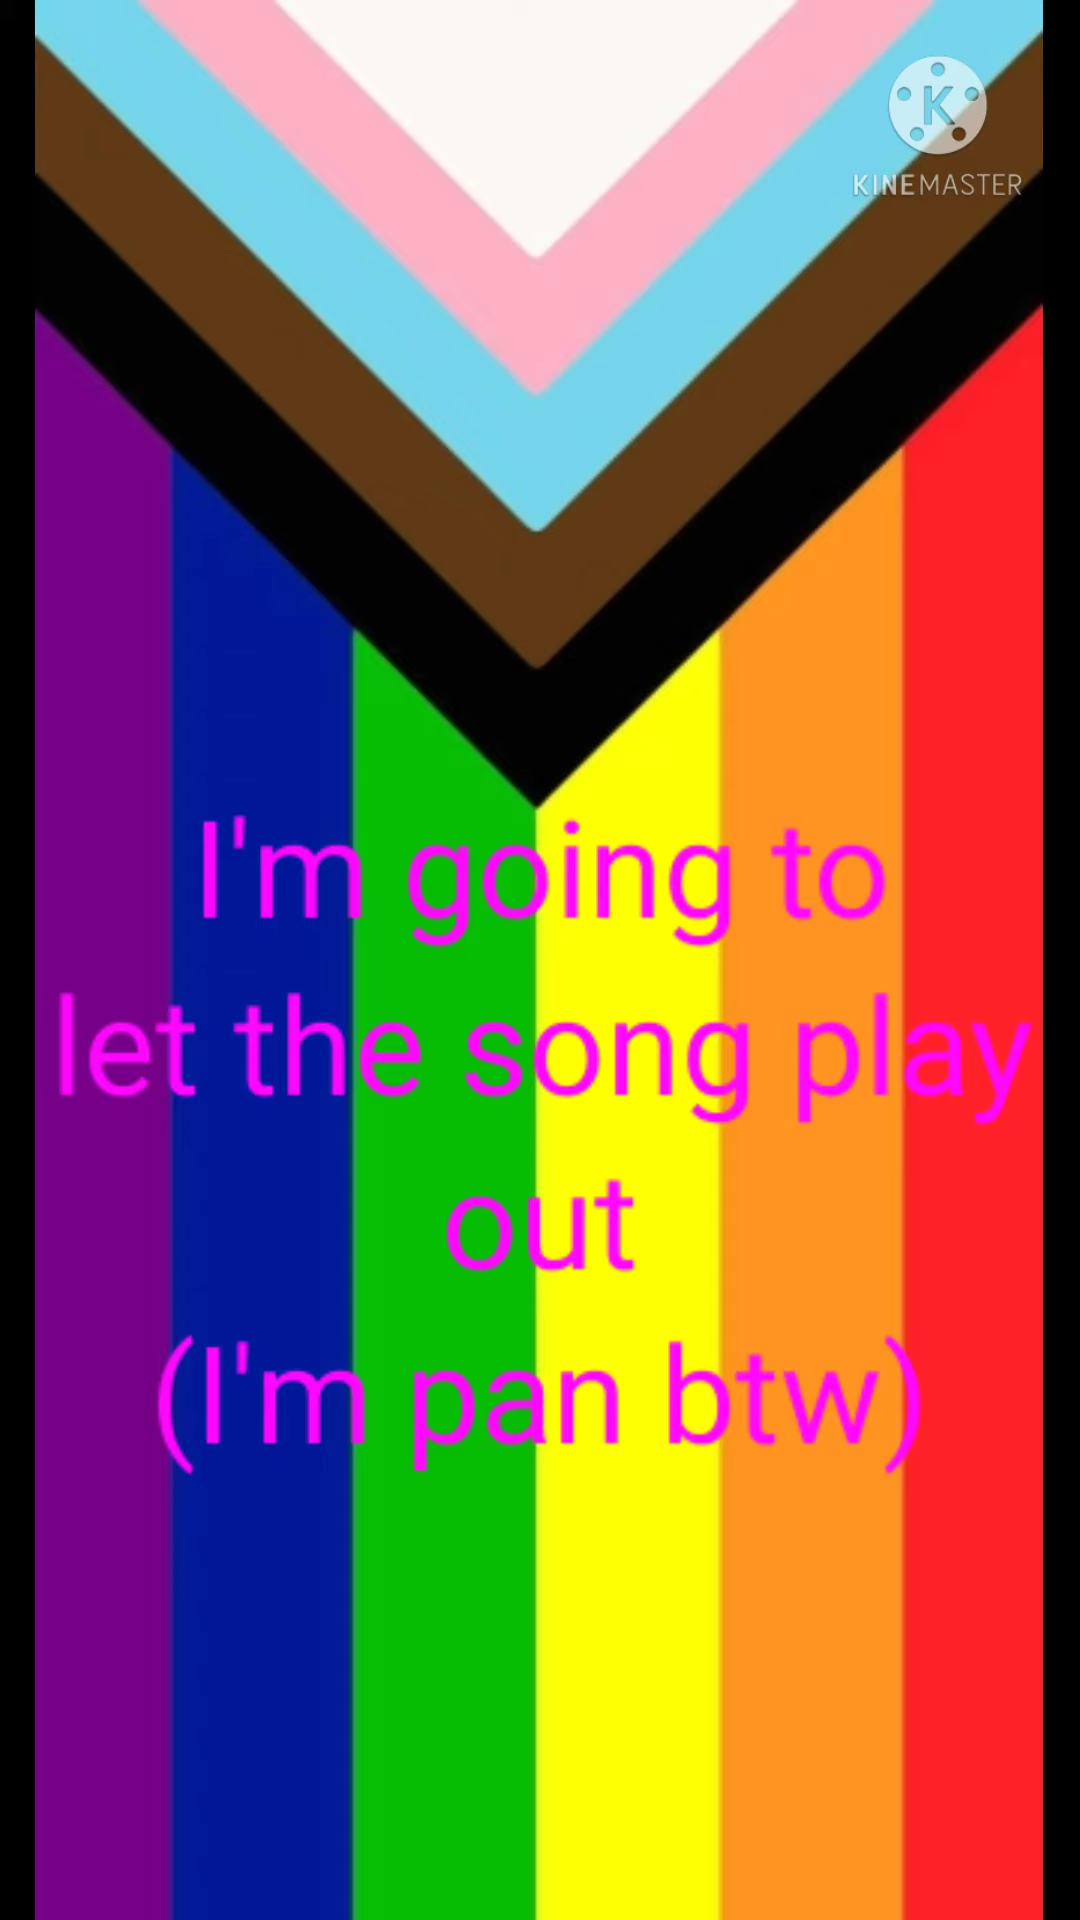 K
KINEMASTER
I'm going to
let the song play
out
(I'm pan btw)